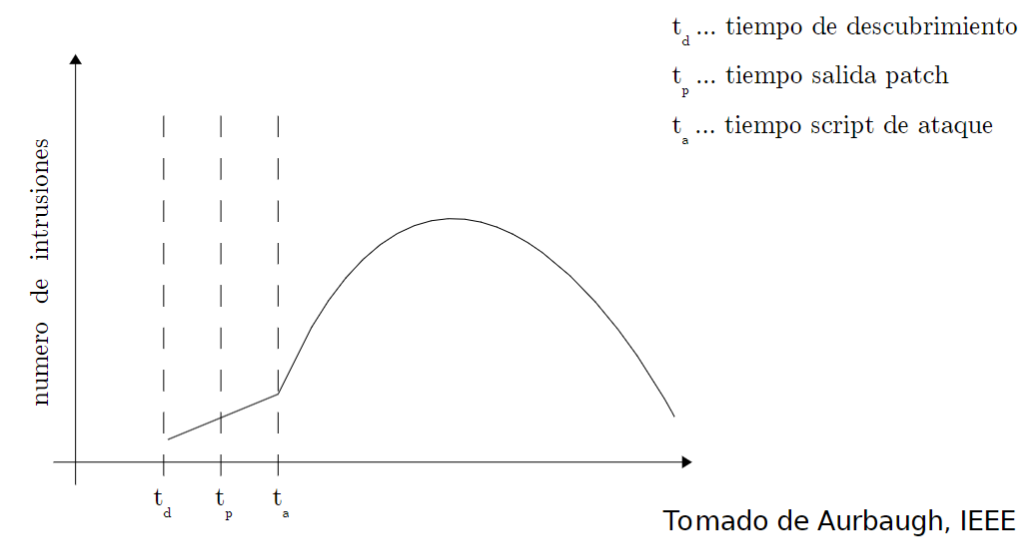 t_d ... tiempo de descubrimiento
t_p ... tiempo salida patch
t_a ... tiempo script de ataque
numero de intrusiones
t_d t_p t_a
Tomado de Aurbaugh, IEEE